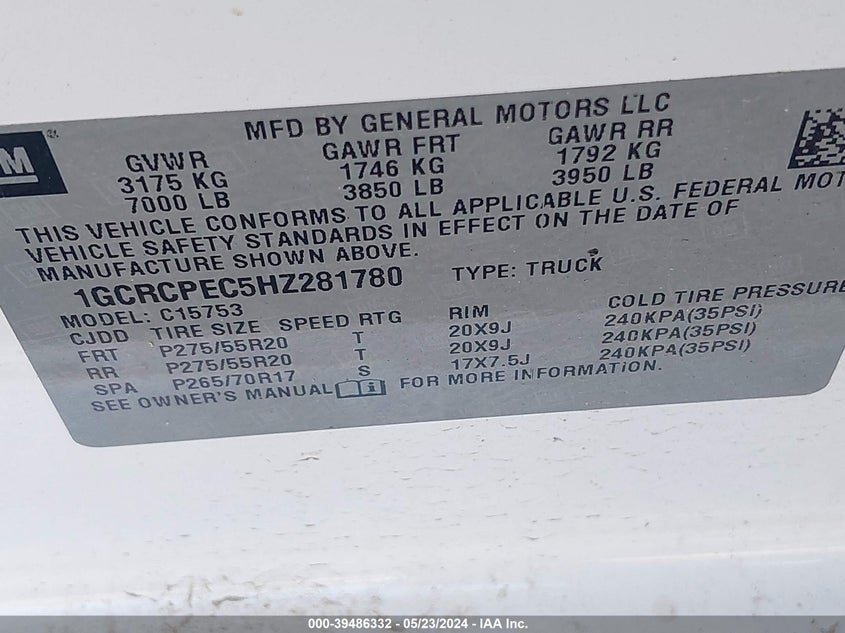 M
MFD BY GENERAL MOTORS LLC
GVWR GAWR FRT GAWR RR
3175 KG 1746 KG 1792 KG
7000 LB 3850 LB 3950 LB
THIS VEHICLE CONFORMS TO ALL APPLICABLE U.S. FEDERAL MOT
VEHICLE SAFETY STANDARDS IN EFFECT ON THE DATE OF
MANUFACTURE SHOWN ABOVE.
1GCRCPEC5HZ281780 TYPE: TRUCK
MODEL: C15753
CJDD TIRE SIZE SPEED RTG RIM COLD TIRE PRESSURE
FRT P275/55R20 T 20X9J 240KPA(35PSI)
RR P275/55R20 T 20X9J 240KPA(35PSI)
SPA P265/70R17 S 17X7.5J 240KPA(35PSI)
SEE OWNER'S MANUAL FOR MORE INFORMATION.
000-39486332 - 05/23/2024 - IAA Inc.